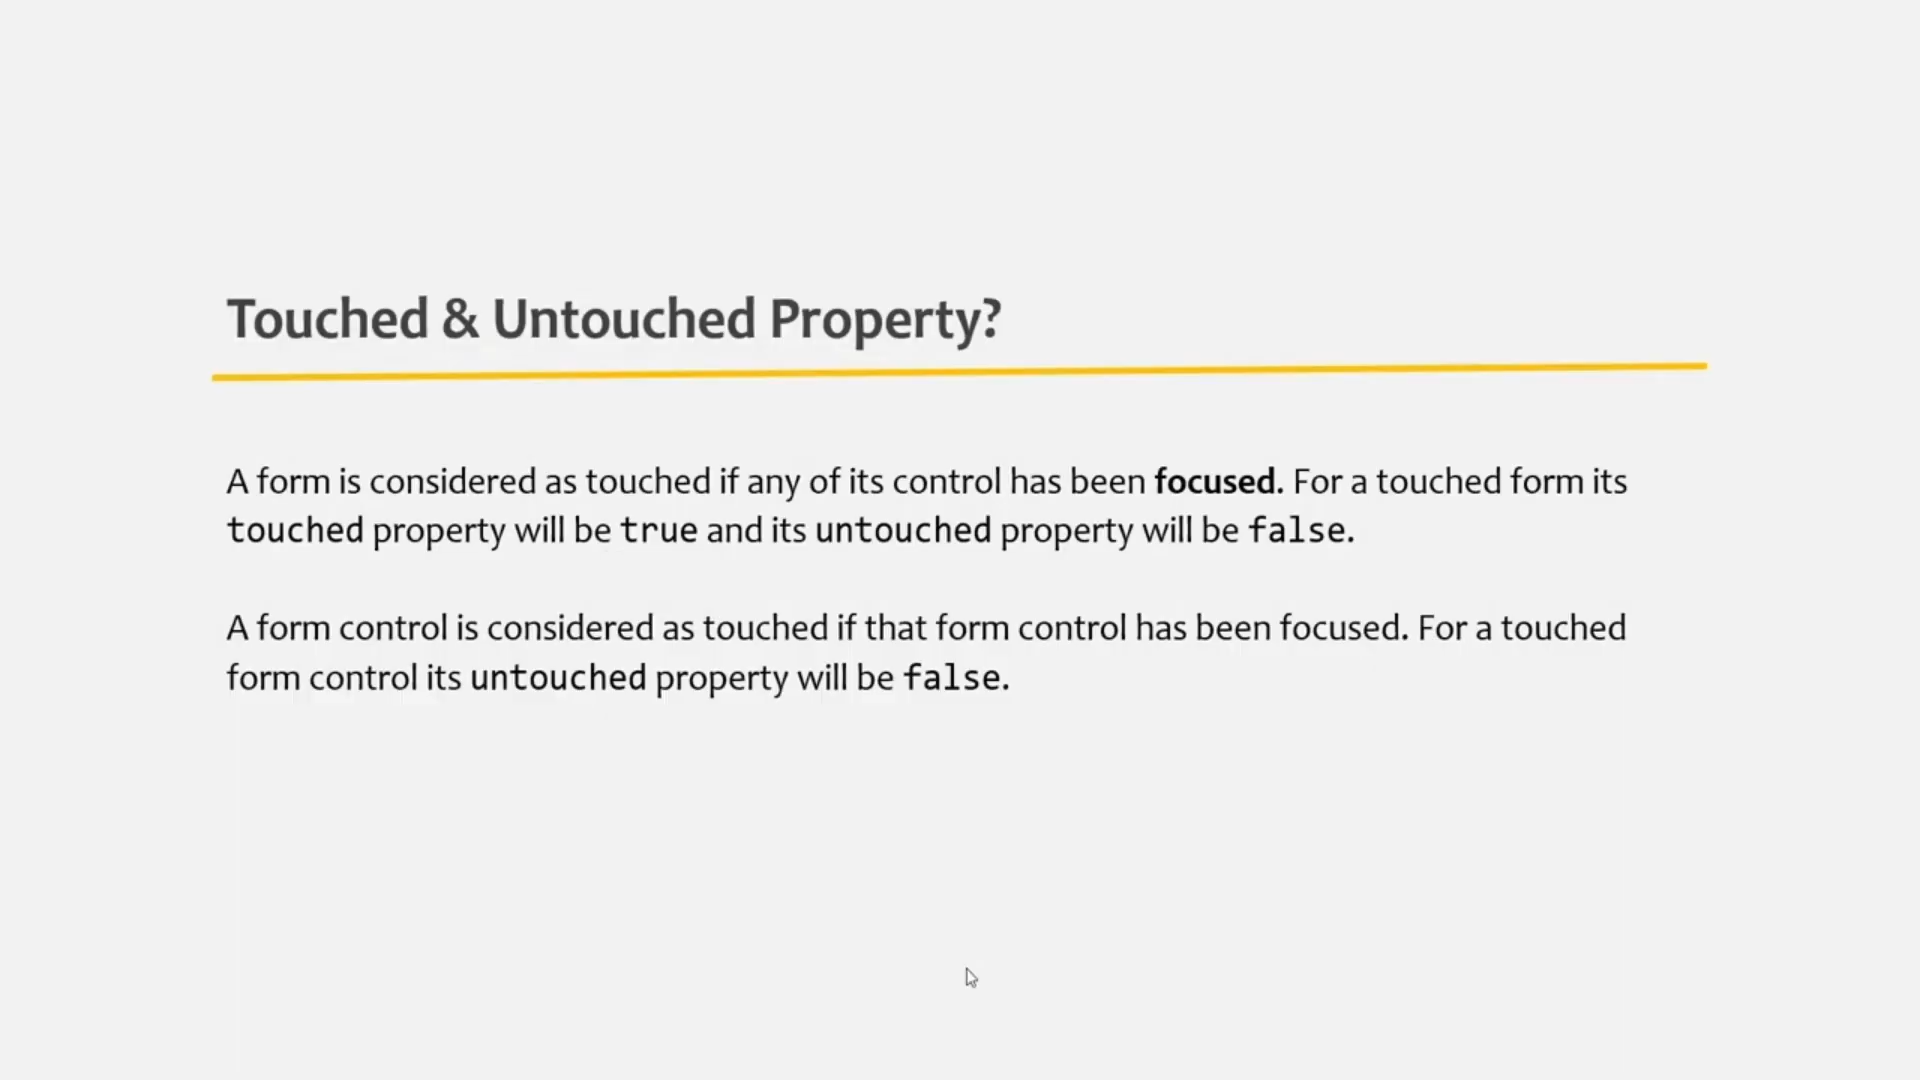 Touched & Untouched Property?
A form is considered as touched if any of its control has been focused. For a touched form its
touched property will be true and its untouched property will be false.
A form control is considered as touched if that form control has been focused. For a touched
form control its untouched property will be false.